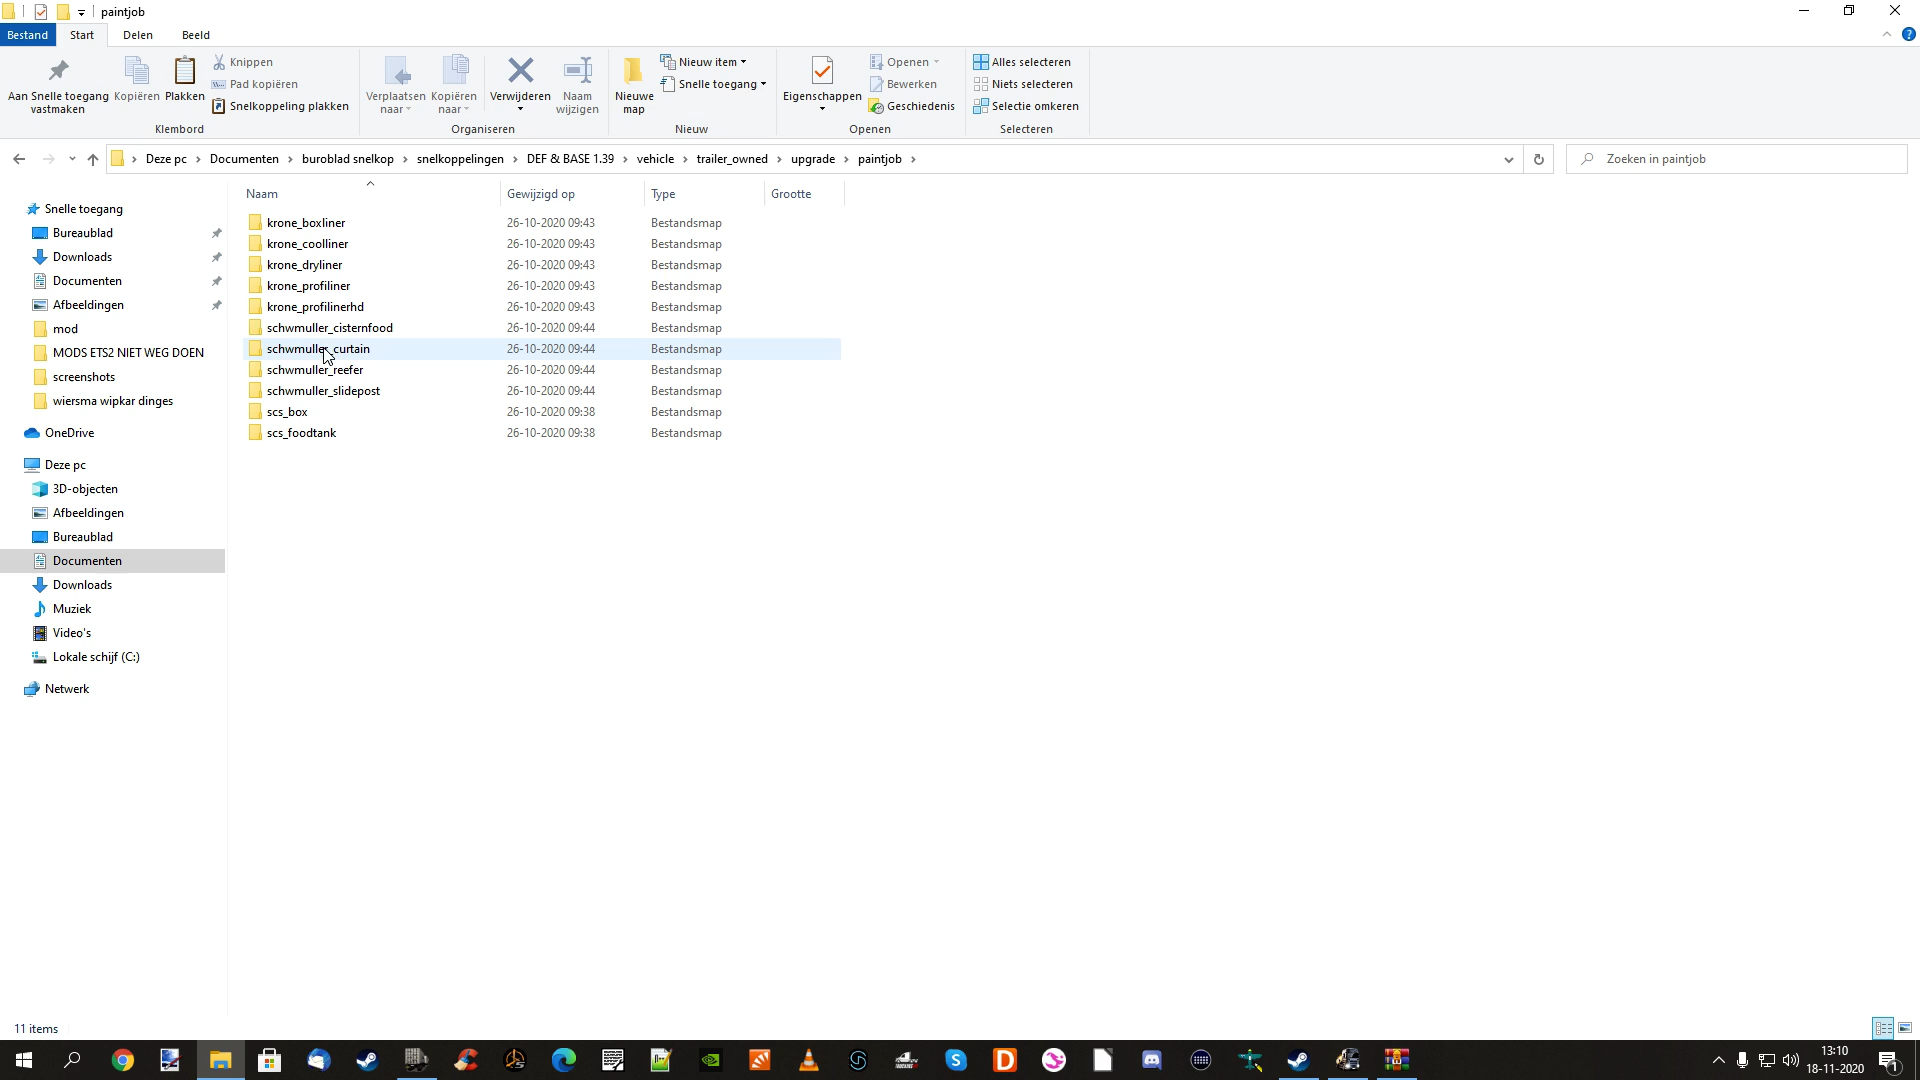 paintjob
Bestand Start Delen Beeld
Aan Snelle toegang vastmaken
Kopiëren
Plakken
Knippen
Pad kopiëren
Snelkoppeling plakken
Klembord
Verplaatsen naar
Kopiëren naar
Verwijderen
Naam wijzigen
Organiseren
Nieuwe map
Nieuw item
Snelle toegang
Nieuw
Eigenschappen
Openen
Bewerken
Geschiedenis
Openen
Alles selecteren
Niets selecteren
Selectie omkeren
Selecteren
Deze pc > Documenten > buroblad snelkop > snelkoppelingen > DEF & BASE 1.39 > vehicle > trailer_owned > upgrade > paintjob >
Zoeken in paintjob
Snelle toegang
Bureaublad
Downloads
Documenten
Afbeeldingen
mod
MODS ETS2 NIET WEG DOEN
screenshots
wiersma wipkar dinges
OneDrive
Deze pc
3D-objecten
Afbeeldingen
Bureaublad
Documenten
Downloads
Muziek
Video's
Lokale schijf (C:)
Netwerk
Naam Gewijzigd op Type Grootte
krone_boxliner 26-10-2020 09:43 Bestandsmap
krone_coolliner 26-10-2020 09:43 Bestandsmap
krone_dryliner 26-10-2020 09:43 Bestandsmap
krone_profiliner 26-10-2020 09:43 Bestandsmap
krone_profilinerhd 26-10-2020 09:43 Bestandsmap
schwmuller_cisternfood 26-10-2020 09:44 Bestandsmap
schwmuller_curtain 26-10-2020 09:44 Bestandsmap
schwmuller_reefer 26-10-2020 09:44 Bestandsmap
schwmuller_slidepost 26-10-2020 09:44 Bestandsmap
scs_box 26-10-2020 09:38 Bestandsmap
scs_foodtank 26-10-2020 09:38 Bestandsmap
11 items
13:10
18-11-2020
1